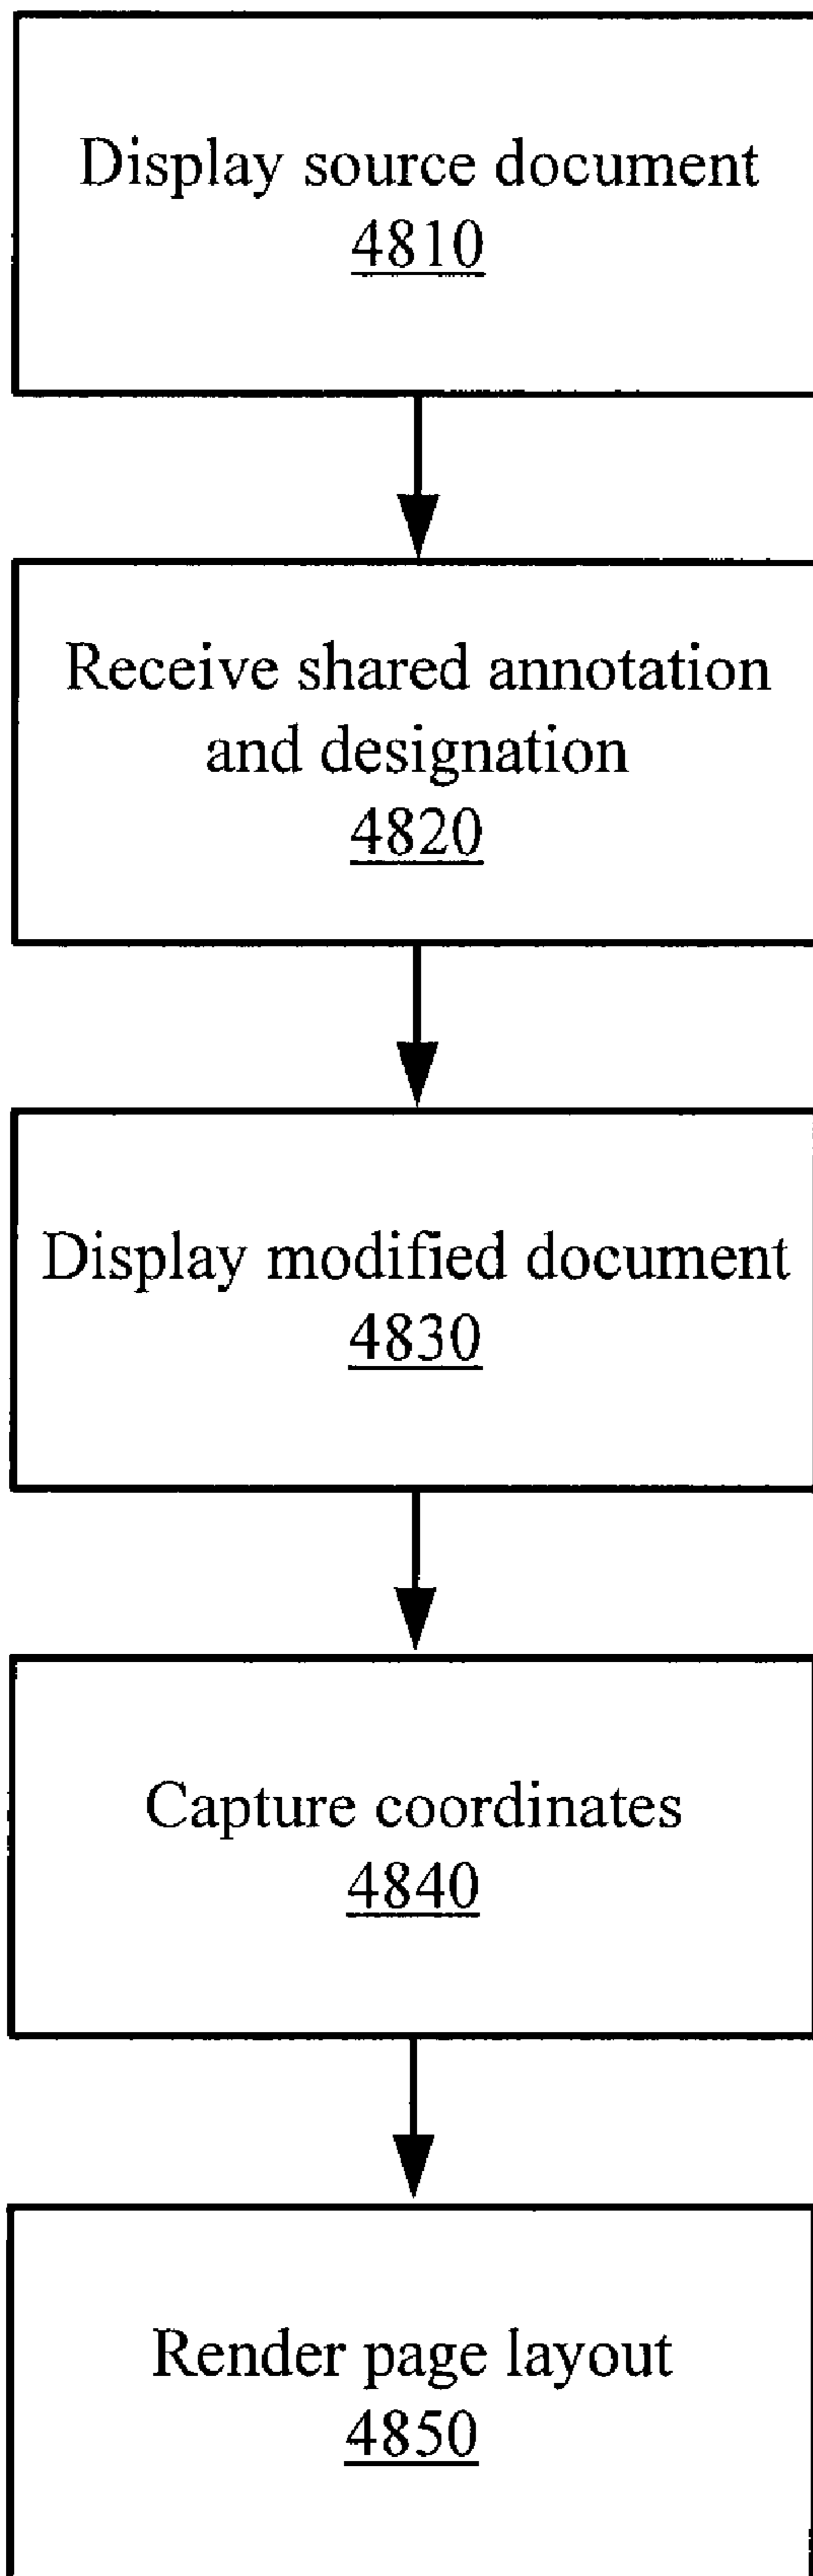 Display source document
4810
Receive shared annotation
and designation
4820
Display modified document
4830
Capture coordinates
4840
Render page layout
4850